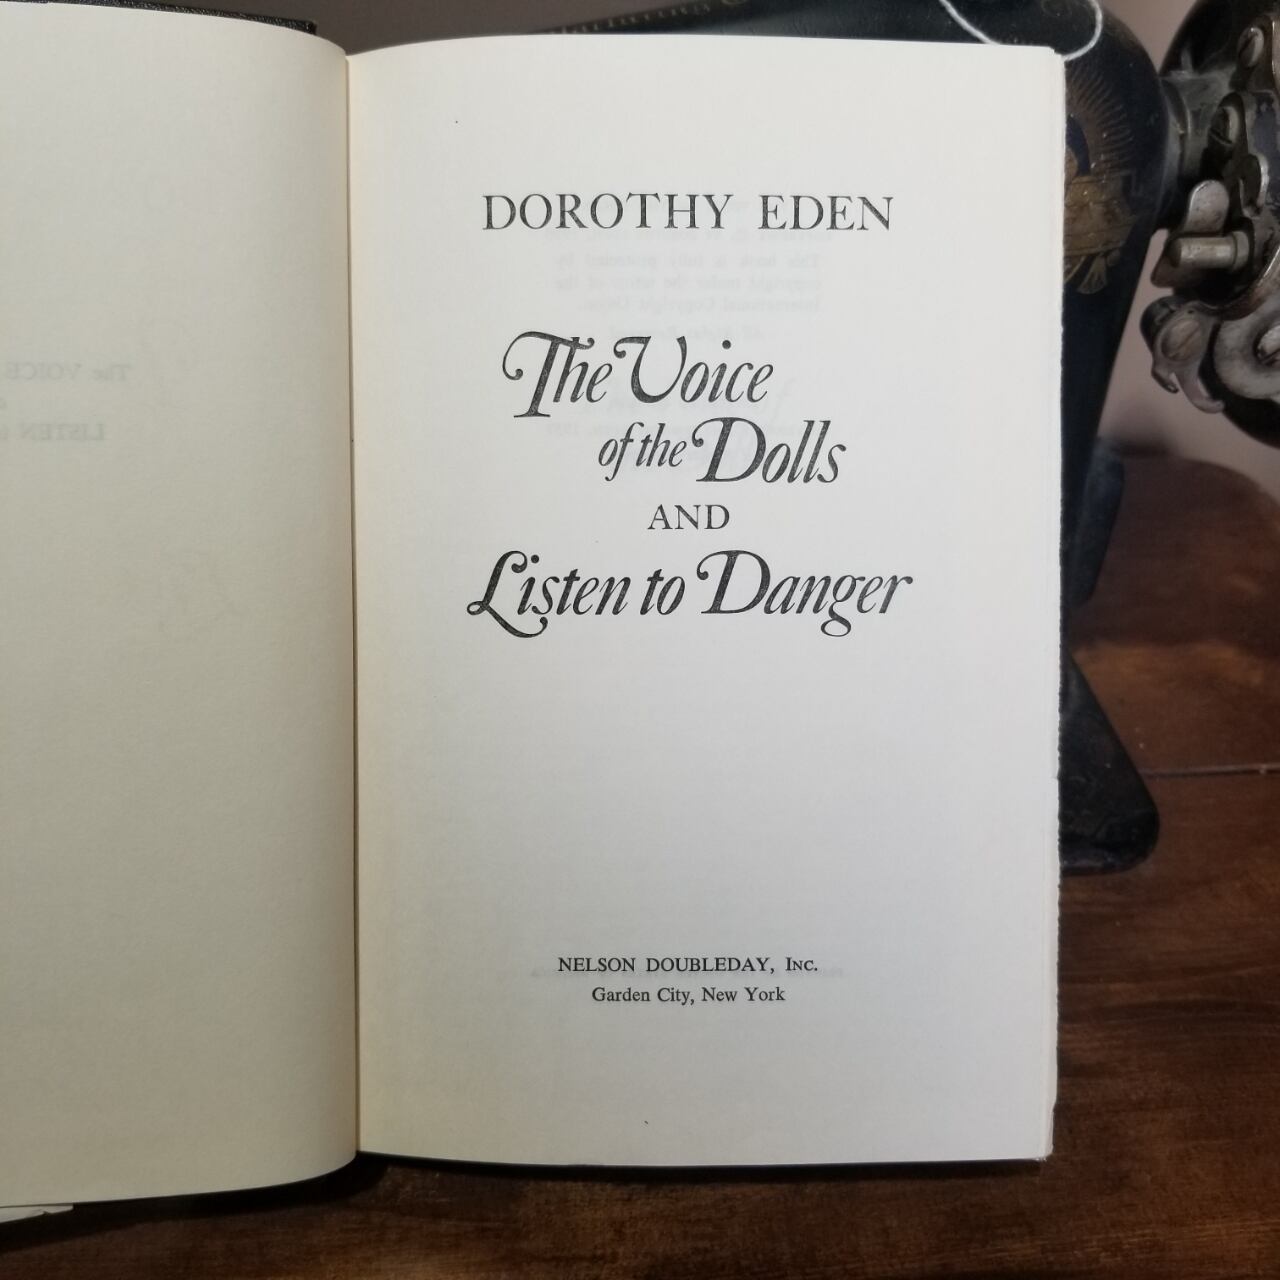 DOROTHY EDEN
The Voice
of the Dolls
AND
Listen to Danger
NELSON DOUBLEDAY, INC.
Garden City, New York